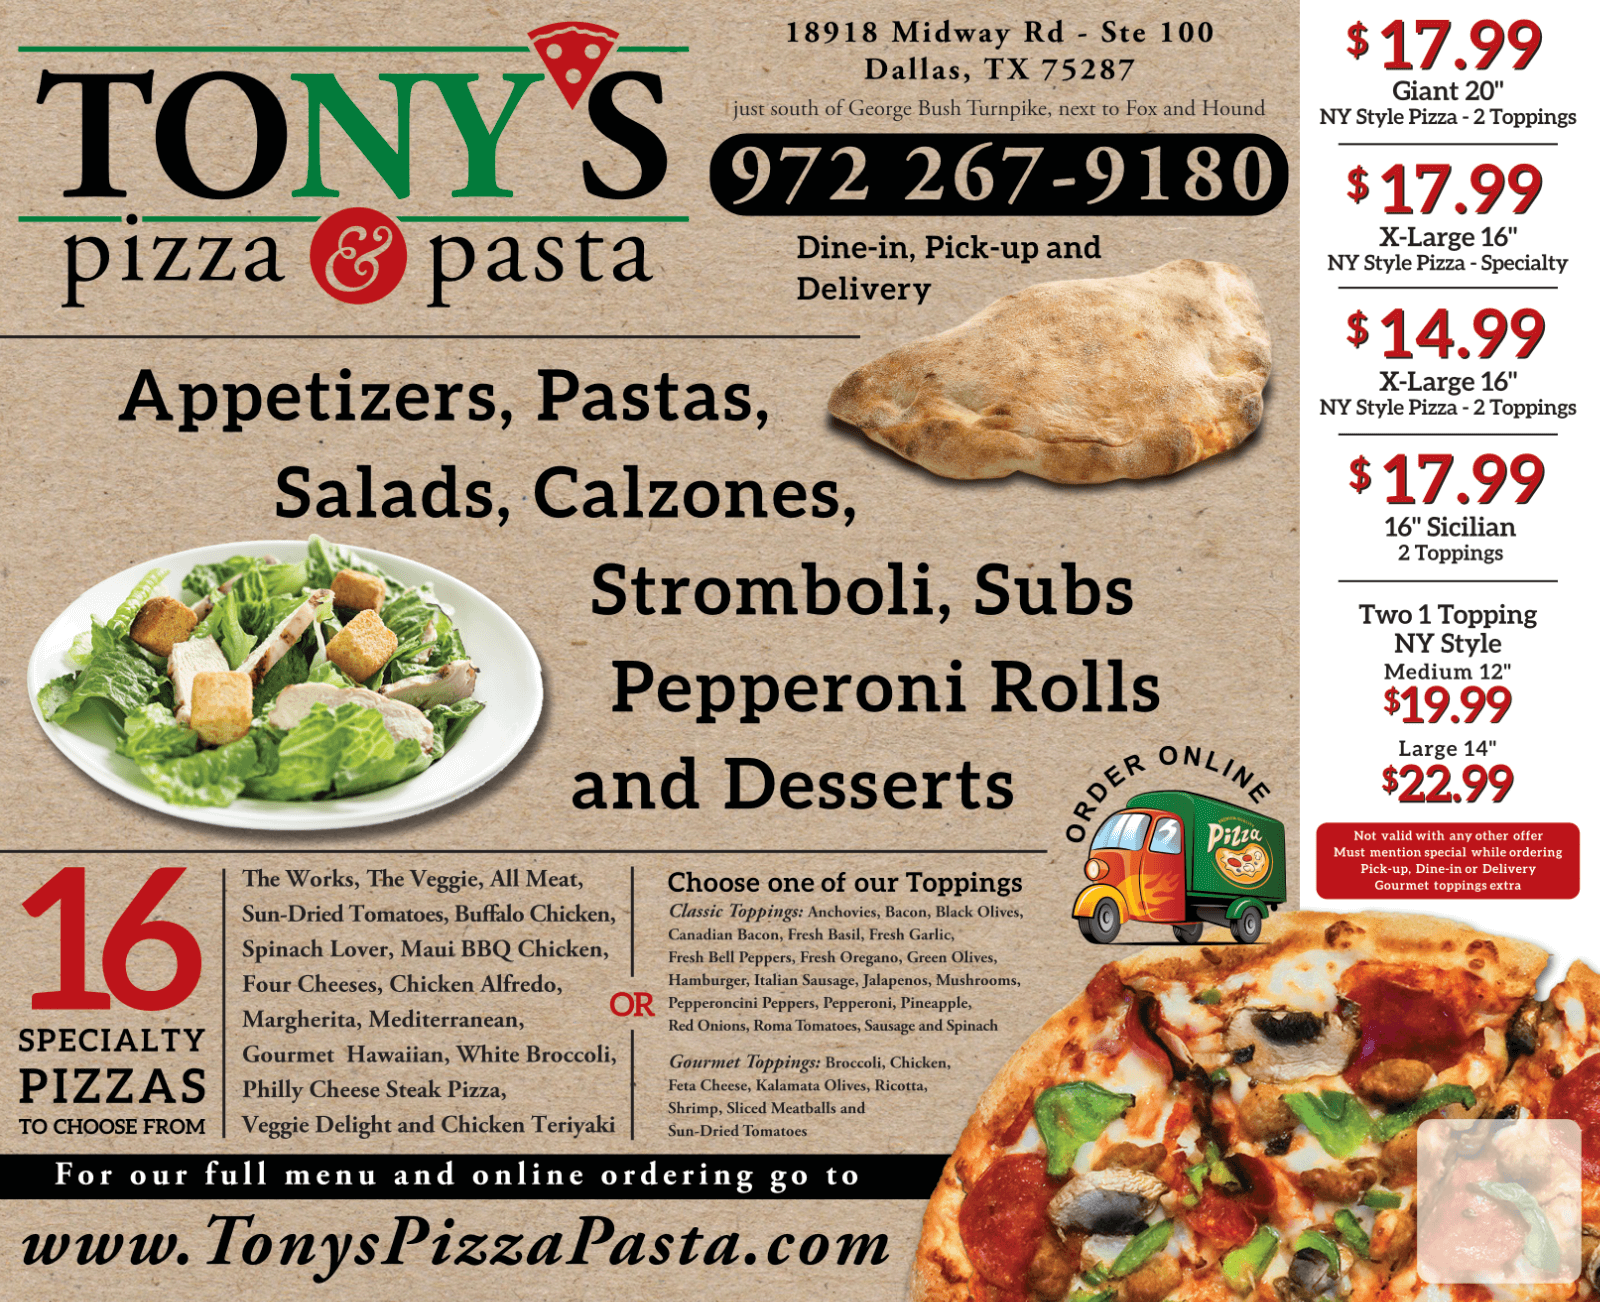 TONY'S
pizza & pasta
18918 Midway Rd - Ste 100
Dallas, TX 75287
just south of George Bush Turnpike, next to Fox and Hound
972 267-9180
Dine-in, Pick-up and
Delivery
Appetizers, Pastas,
Salads, Calzones,
Stromboli, Subs
Pepperoni Rolls
and Desserts
ORDER ONLINE
Pizza
16
SPECIALTY
PIZZAS
TO CHOOSE FROM
The Works, The Veggie, All Meat,
Sun-Dried Tomatoes, Buffalo Chicken,
Spinach Lover, Maui BBQ Chicken,
Four Cheeses, Chicken Alfredo,
Margherita, Mediterranean,
Gourmet Hawaiian, White Broccoli,
Philly Cheese Steak Pizza,
Veggie Delight and Chicken Teriyaki
OR
Choose one of our Toppings
Classic Toppings: Anchovies, Bacon, Black Olives,
Canadian Bacon, Fresh Basil, Fresh Garlic,
Fresh Bell Peppers, Fresh Oregano, Green Olives,
Hamburger, Italian Sausage, Jalapenos, Mushrooms,
Pepperoncini Peppers, Pepperoni, Pineapple,
Red Onions, Roma Tomatoes, Sausage and Spinach
Gourmet Toppings: Broccoli, Chicken,
Feta Cheese, Kalamata Olives, Ricotta,
Shrimp, Sliced Meatballs and
Sun-Dried Tomatoes
For our full menu and online ordering go to
www.TonysPizzaPasta.com
$17.99
Giant 20"
NY Style Pizza - 2 Toppings
$17.99
X-Large 16"
NY Style Pizza - Specialty
$14.99
X-Large 16"
NY Style Pizza - 2 Toppings
$17.99
16" Sicilian
2 Toppings
Two 1 Topping
NY Style
Medium 12"
$19.99
Large 14"
$22.99
Not valid with any other offer
Must mention special while ordering
Pick-up, Dine-in or Delivery
Gourmet toppings extra